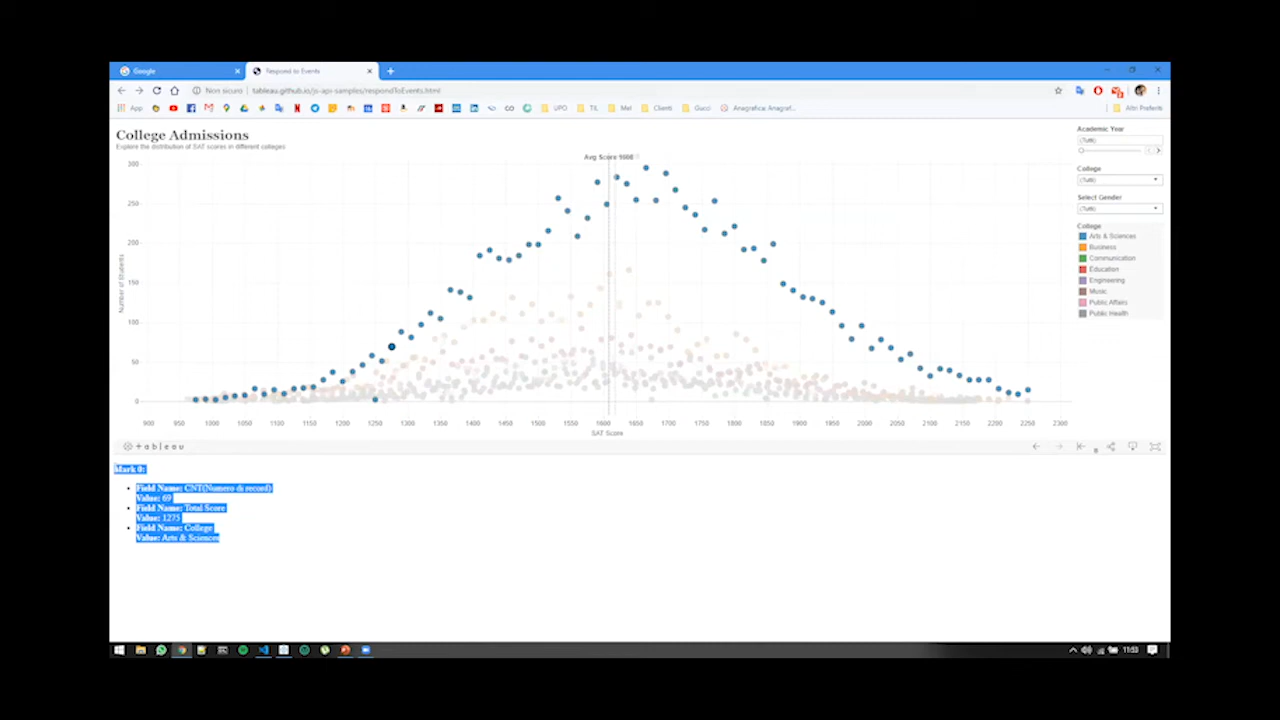 Google
Respond to Events
Non sicuro | tableau.github.io/js-api-samples/respondToEvents.html
App
UPO
TIL
Mel
Clienti
Gucci
Anagrafica: Anagraf...
Altri Preferiti
College Admissions
Explore the distribution of SAT scores in different colleges
Avg Score
300
250
200
150
100
50
0
Number of Students
900 950 1000 1050 1100 1150 1200 1250 1300 1350 1400 1450 1500 1550 1600 1650 1700 1750 1800 1850 1900 1950 2000 2050 2100 2150 2200 2250 2300
SAT Score
Academic Year
(Tutti)
College
(Tutti)
Select Gender
(Tutti)
College
Arts & Sciences
Business
Communication
Education
Engineering
Music
Public Affairs
Public Health
+ a b l e a u
Mark 0:
Field Name: CNT(Numero di record)
Value: 69
Field Name: Total Score
Value: 1275
Field Name: College
Value: Arts & Sciences
11:53